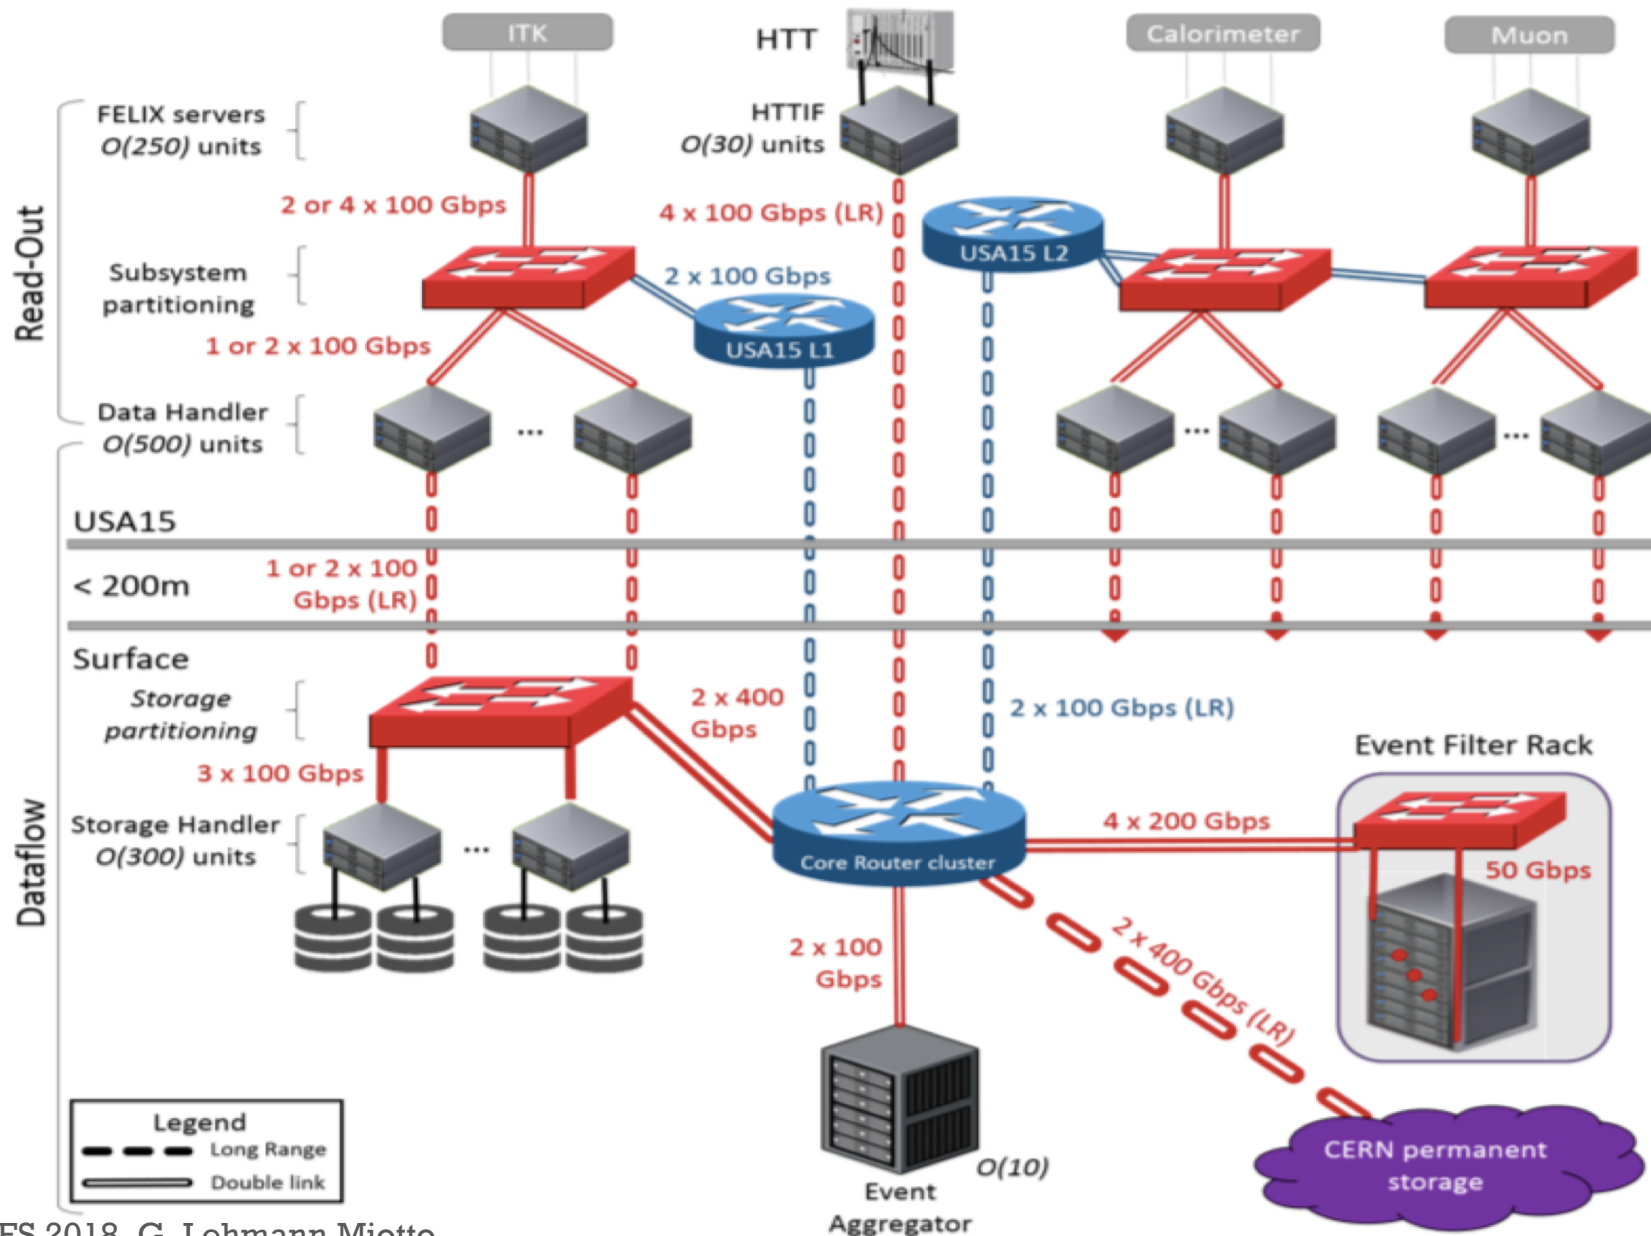 ITK
HTT
Calorimeter
Muon
FELIX servers
O(250) units
HTTIF
O(30) units
Read-Out
2 or 4 x 100 Gbps
4 x 100 Gbps (LR)
USA15 L2
Subsystem
partitioning
2 x 100 Gbps
USA15 L1
1 or 2 x 100 Gbps
Data Handler
O(500) units
...
...
...
USA15
< 200m
1 or 2 x 100
Gbps (LR)
Surface
Storage
partitioning
2 x 400
Gbps
2 x 100 Gbps (LR)
Event Filter Rack
3 x 100 Gbps
Dataflow
Storage Handler
O(300) units
...
Core Router cluster
4 x 200 Gbps
50 Gbps
2 x 100
Gbps
2 x 400 Gbps (LR)
Legend
Long Range
Double link
O(10)
Event
Aggregator
CERN permanent
storage
FS 2018, G. Lehmann Miotto